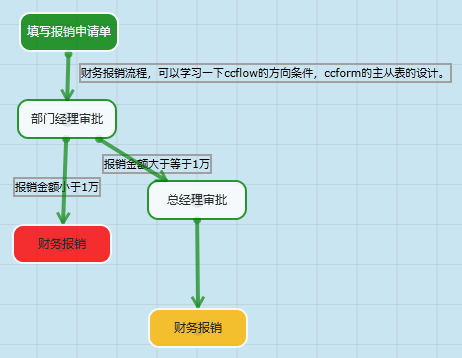 填写报销申请单
财务报销流程，可以学习一下ccflow的方向条件，ccform的主从表的设计。
部门经理审批
报销金额大于等于1万
报销金额小于1万
总经理审批
财务报销
财务报销